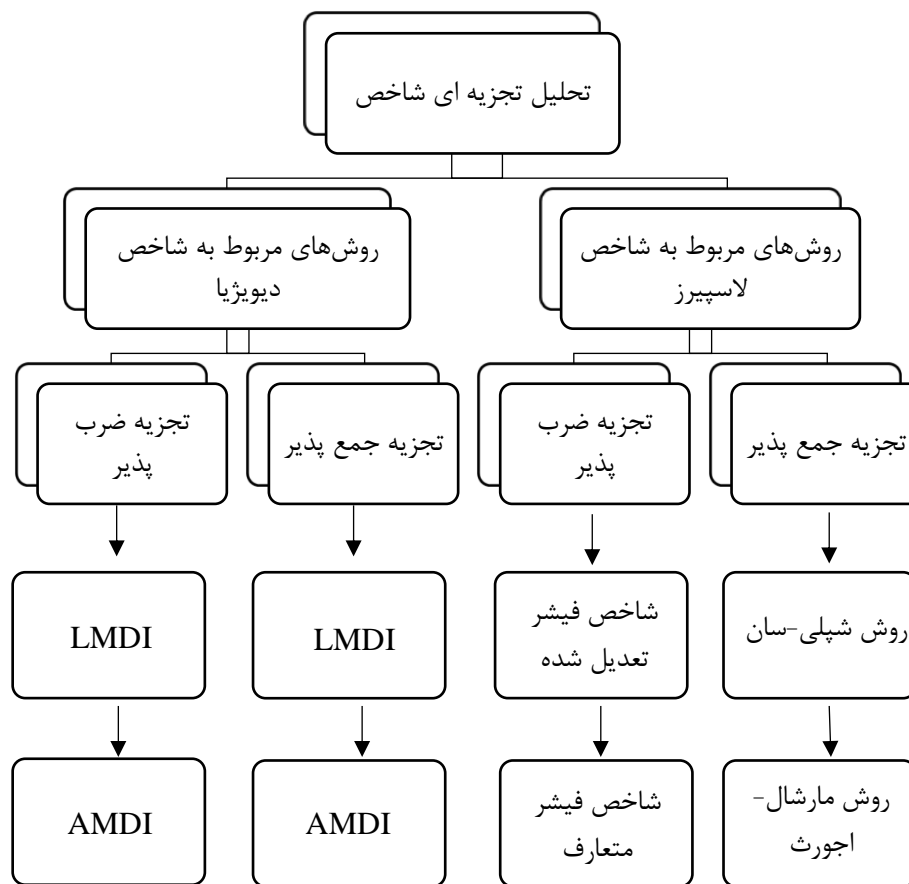 تحلیل تجزیه ای شاخص
روش‌های مربوط به شاخص
لاسپیرز
روش‌های مربوط به شاخص
دیویژیا
تجزیه جمع پذیر
تجزیه ضرب
پذیر
تجزیه جمع پذیر
تجزیه ضرب
پذیر
روش شپلی-سان
شاخص فیشر
تعدیل شده
LMDI
LMDI
روش مارشال-
اجورث
شاخص فیشر
متعارف
AMDI
AMDI